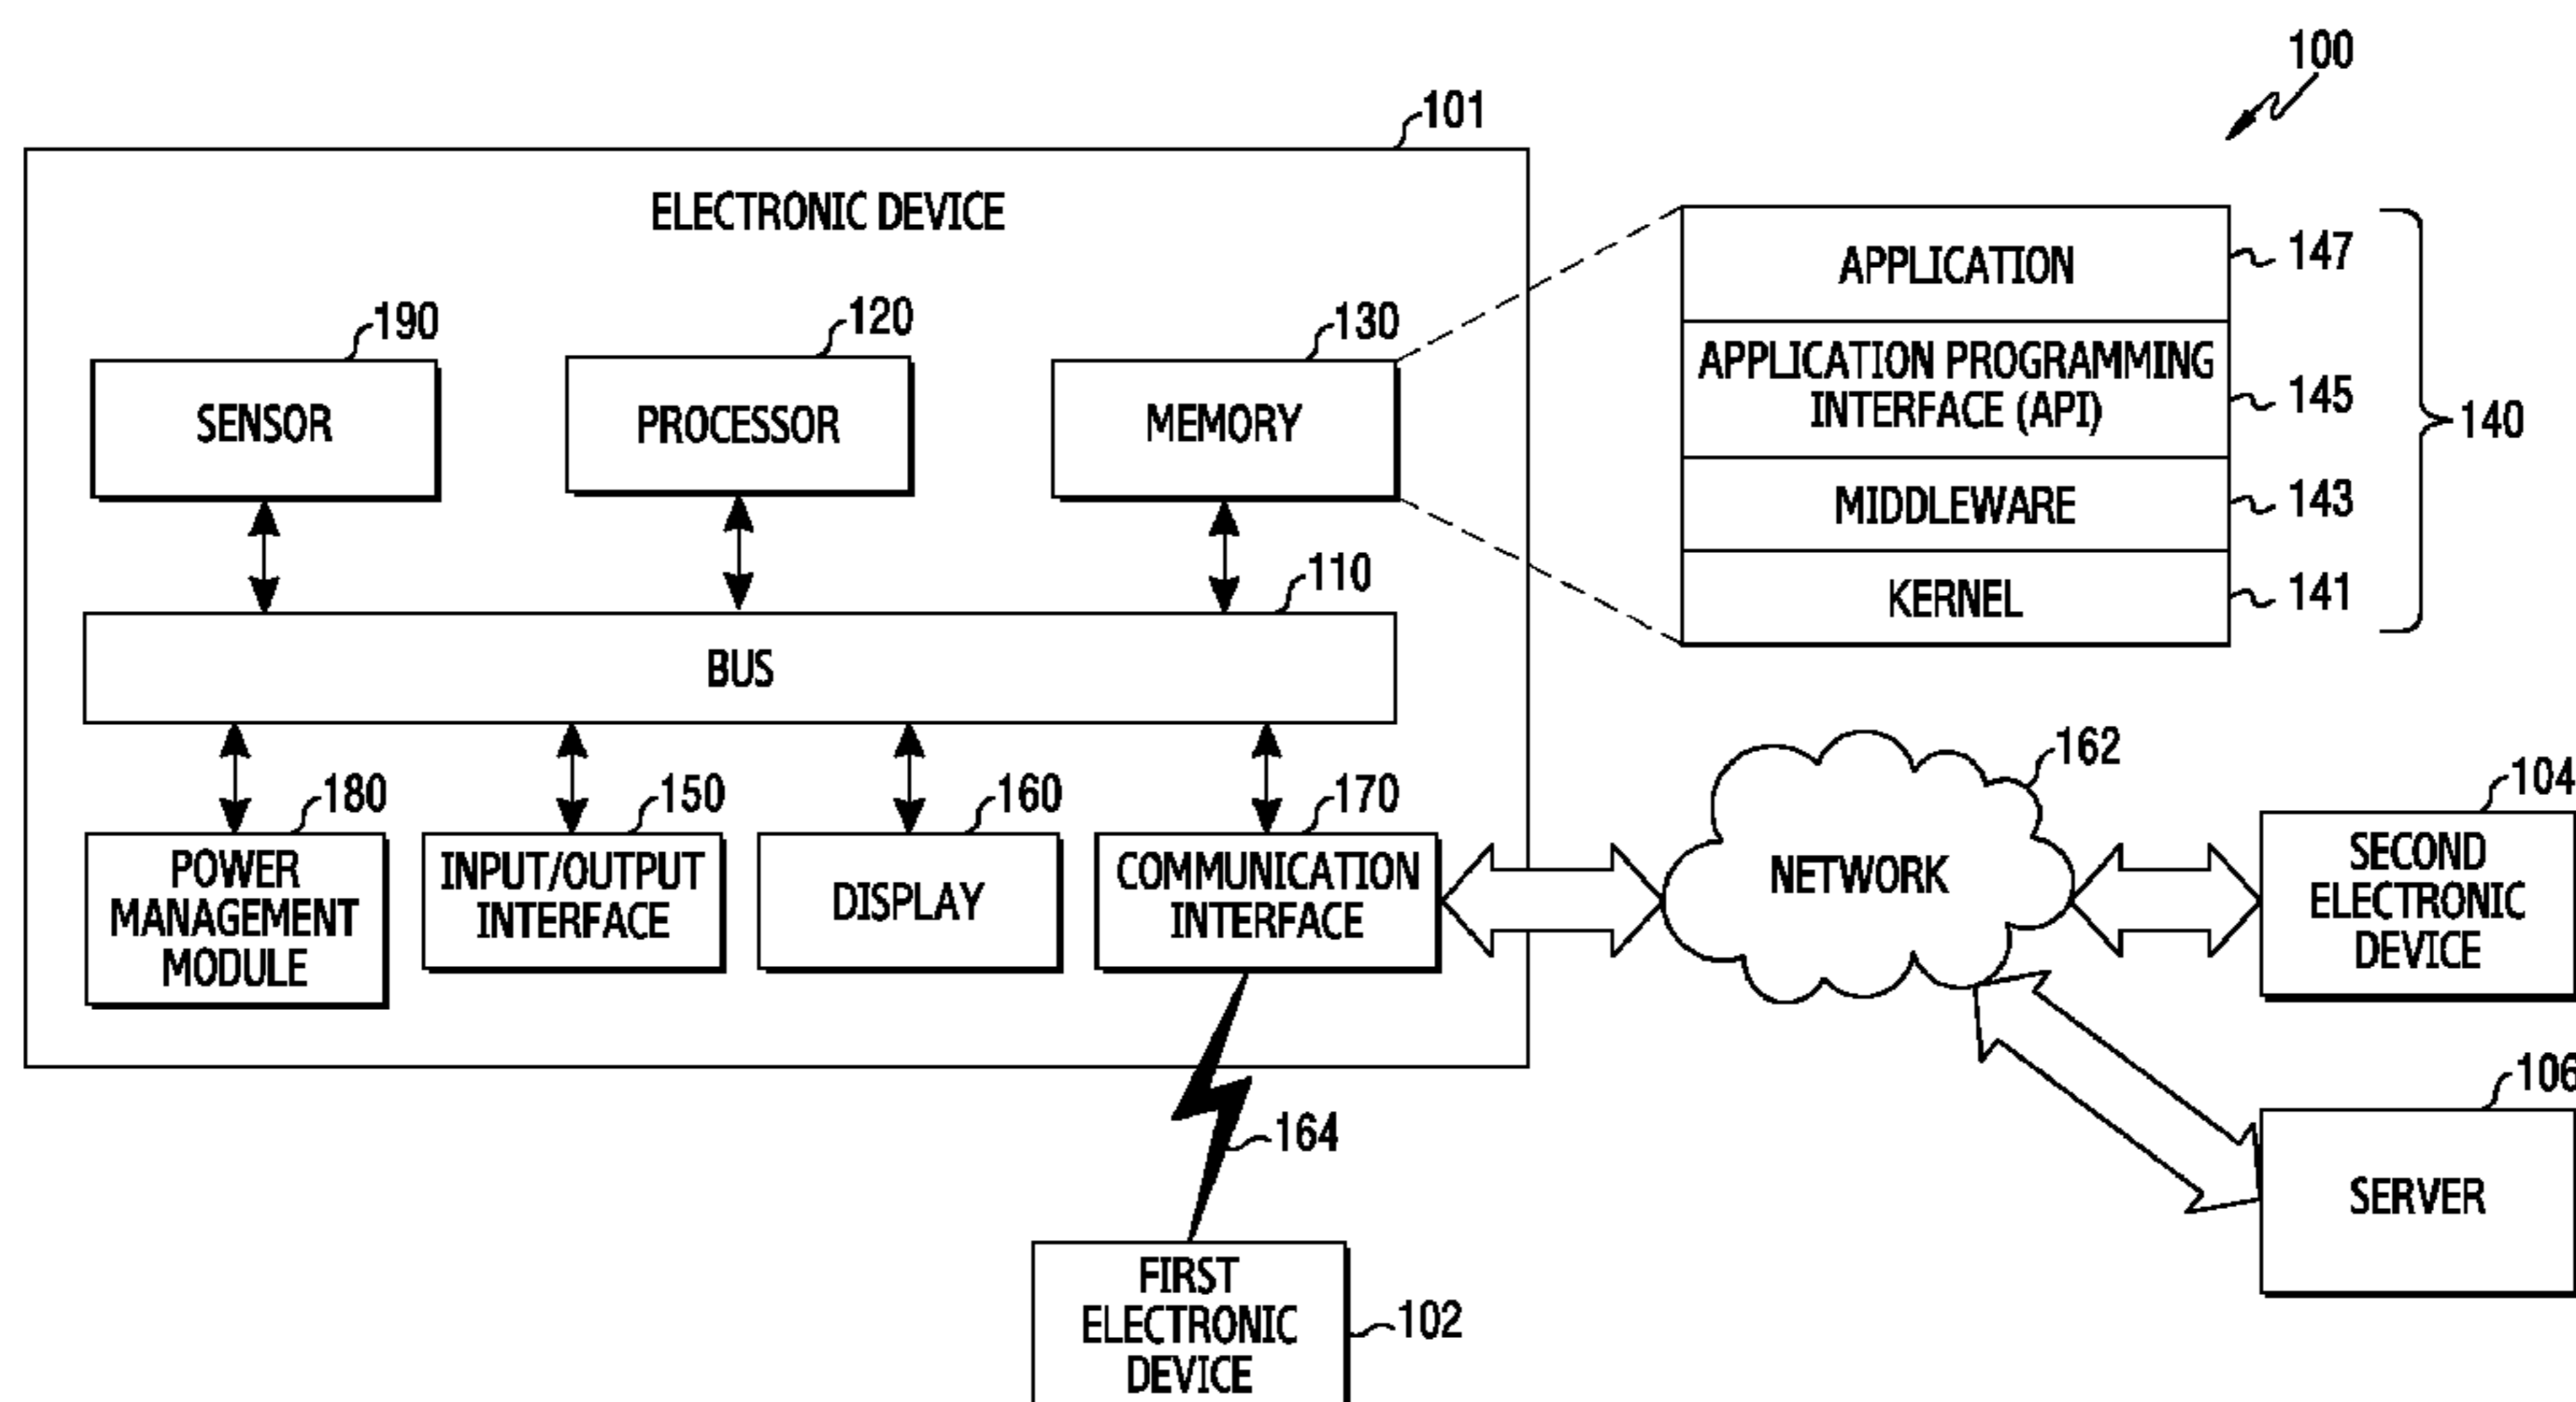 100
101
ELECTRONIC DEVICE
190
SENSOR
120
PROCESSOR
130
MEMORY
APPLICATION
147
APPLICATION PROGRAMMING
INTERFACE (API)
145
MIDDLEWARE
143
KERNEL
141
140
110
BUS
180
POWER
MANAGEMENT
MODULE
150
INPUT/OUTPUT
INTERFACE
160
DISPLAY
170
COMMUNICATION
INTERFACE
162
NETWORK
104
SECOND
ELECTRONIC
DEVICE
106
SERVER
164
FIRST
ELECTRONIC
DEVICE
102